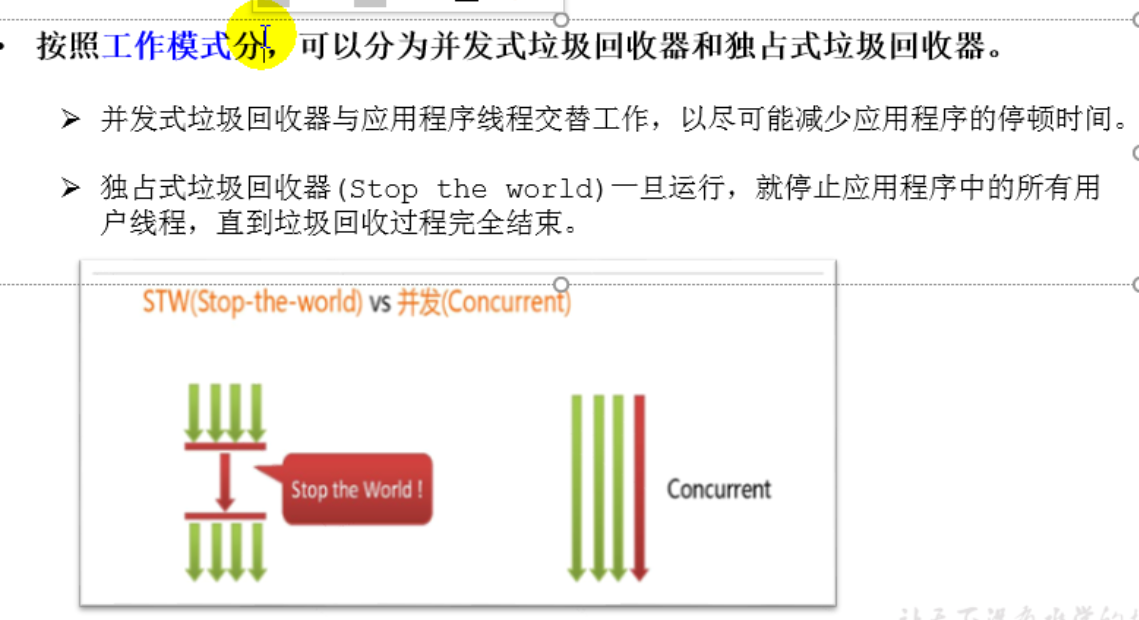 • 按照工作模式分，可以分为并发式垃圾回收器和独占式垃圾回收器。
➢ 并发式垃圾回收器与应用程序线程交替工作，以尽可能减少应用程序的停顿时间。
➢ 独占式垃圾回收器(Stop the world)一旦运行，就停止应用程序中的所有用
户线程，直到垃圾回收过程完全结束。
STW(Stop-the-world) vs 并发(Concurrent)
Stop the World !
Concurrent